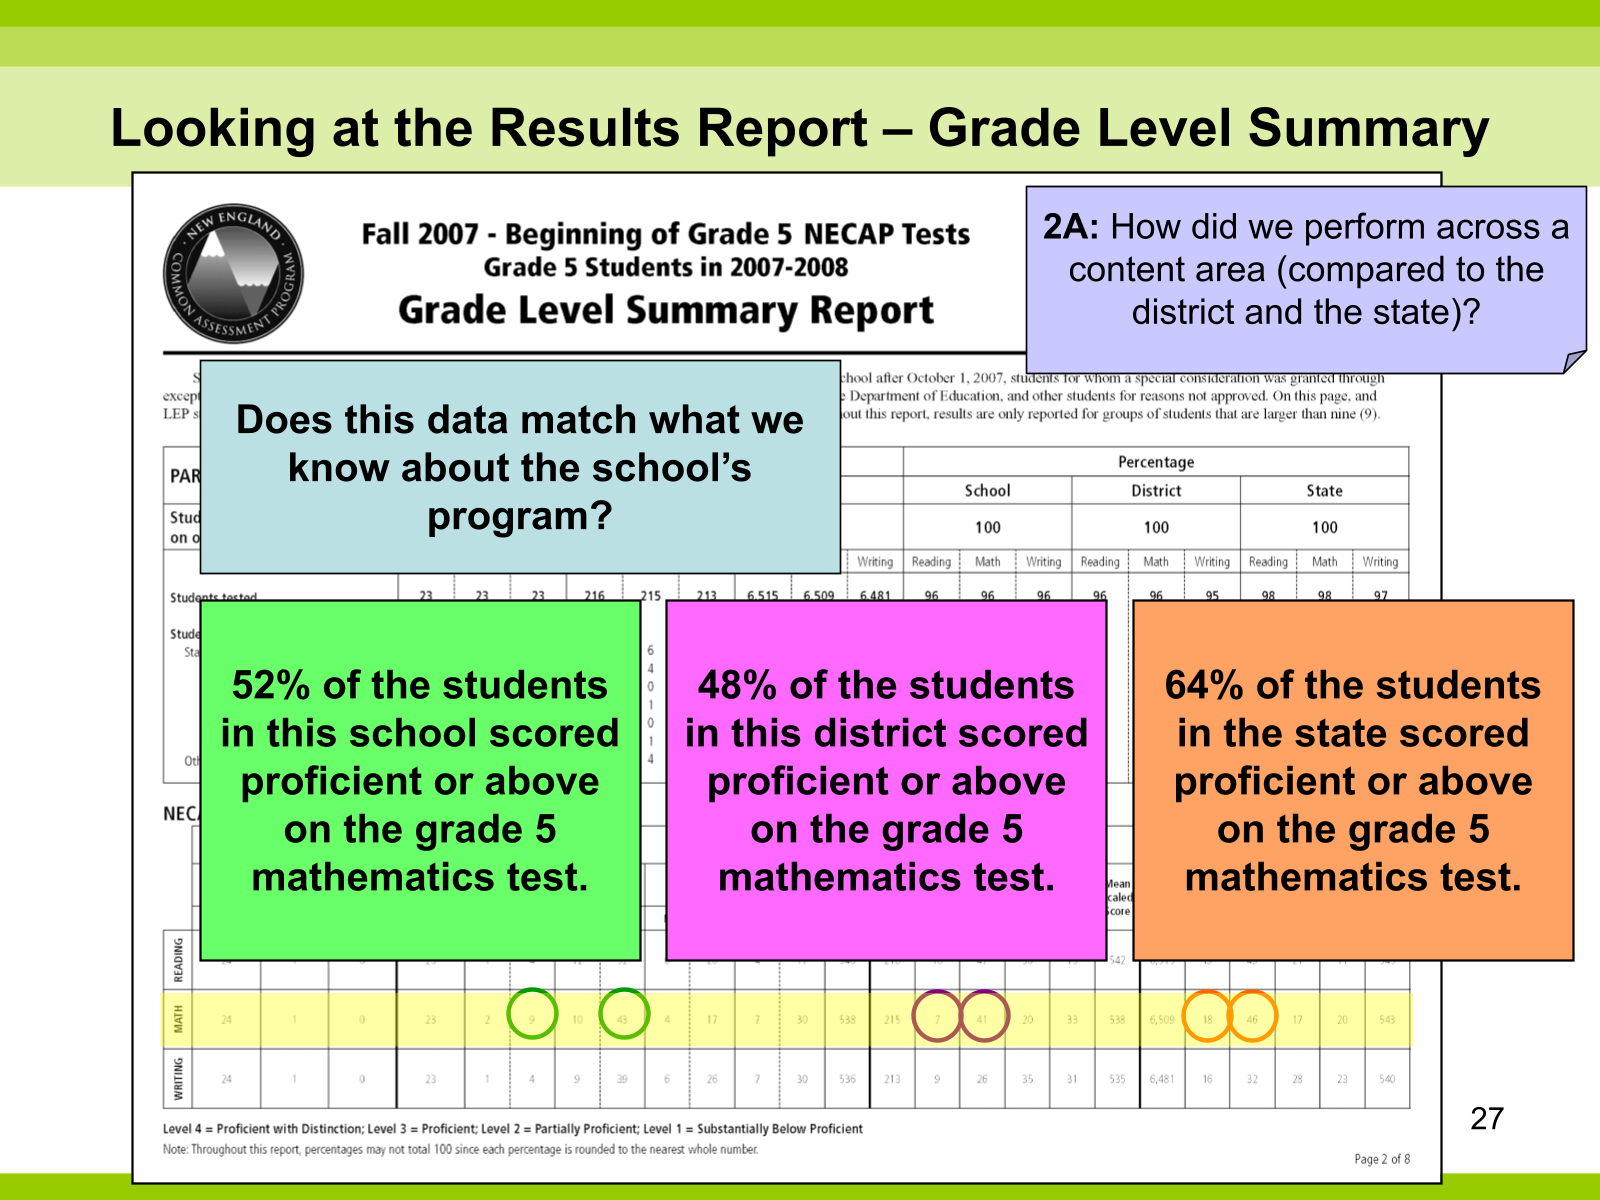 Looking at the Results Report – Grade Level Summary
NEW ENGLAND
COMMON ASSESSMENT PROGRAM
Fall 2007 - Beginning of Grade 5 NECAP Tests
Grade 5 Students in 2007-2008
Grade Level Summary Report
2A: How did we perform across a
content area (compared to the
district and the state)?
chool after October 1, 2007, students for whom a special consideration was granted through
except Department of Education, and other students for reasons not approved. On this page, and
LEP s out this report, results are only reported for groups of students that are larger than nine (9).
Does this data match what we
know about the school’s
program?
PAR Percentage
School District State
Stud
on o 100 100 100
Writing Reading Math Writing Reading Math Writing Reading Math Writing
Students tested 23 23 23 216 215 213 6,515 6,509 6,481 96 96 96 96 96 95 98 98 97
Stude
Sta 6
4
0
1
0
1
Oth 4
52% of the students
in this school scored
proficient or above
on the grade 5
mathematics test.
48% of the students
in this district scored
proficient or above
on the grade 5
mathematics test.
64% of the students
in the state scored
proficient or above
on the grade 5
mathematics test.
NECA
Mean
Scaled
Score
READING 542
MATH 24 1 0 23 2 9 10 43 4 17 7 30 538 215 7 41 20 33 538 6,509 18 46 17 20 543
WRITING 24 1 0 23 1 4 9 39 6 26 7 30 536 213 9 26 35 31 535 6,481 16 32 28 23 540
Level 4 = Proficient with Distinction; Level 3 = Proficient; Level 2 = Partially Proficient; Level 1 = Substantially Below Proficient
Note: Throughout this report, percentages may not total 100 since each percentage is rounded to the nearest whole number.
Page 2 of 8
27